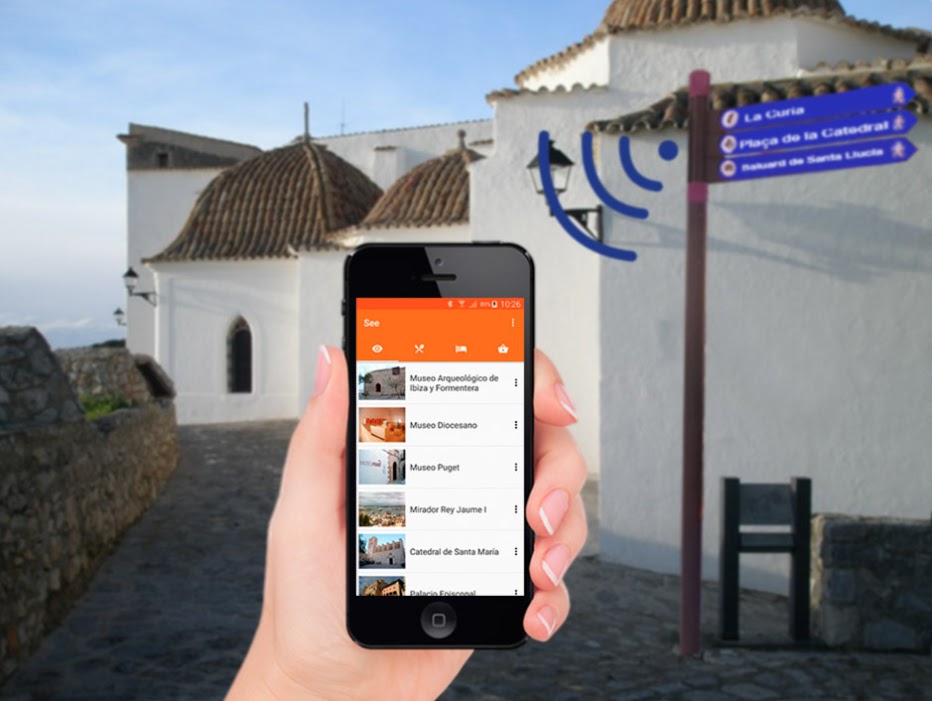 La Curia
Plaça de la Catedral
Baluard de Santa Llucia
10:26
See
Museo Arqueológico de
Ibiza y Formentera
Museo Diocesano
Museo Puget
Mirador Rey Jaume I
Catedral de Santa María
Palacio Episcopal